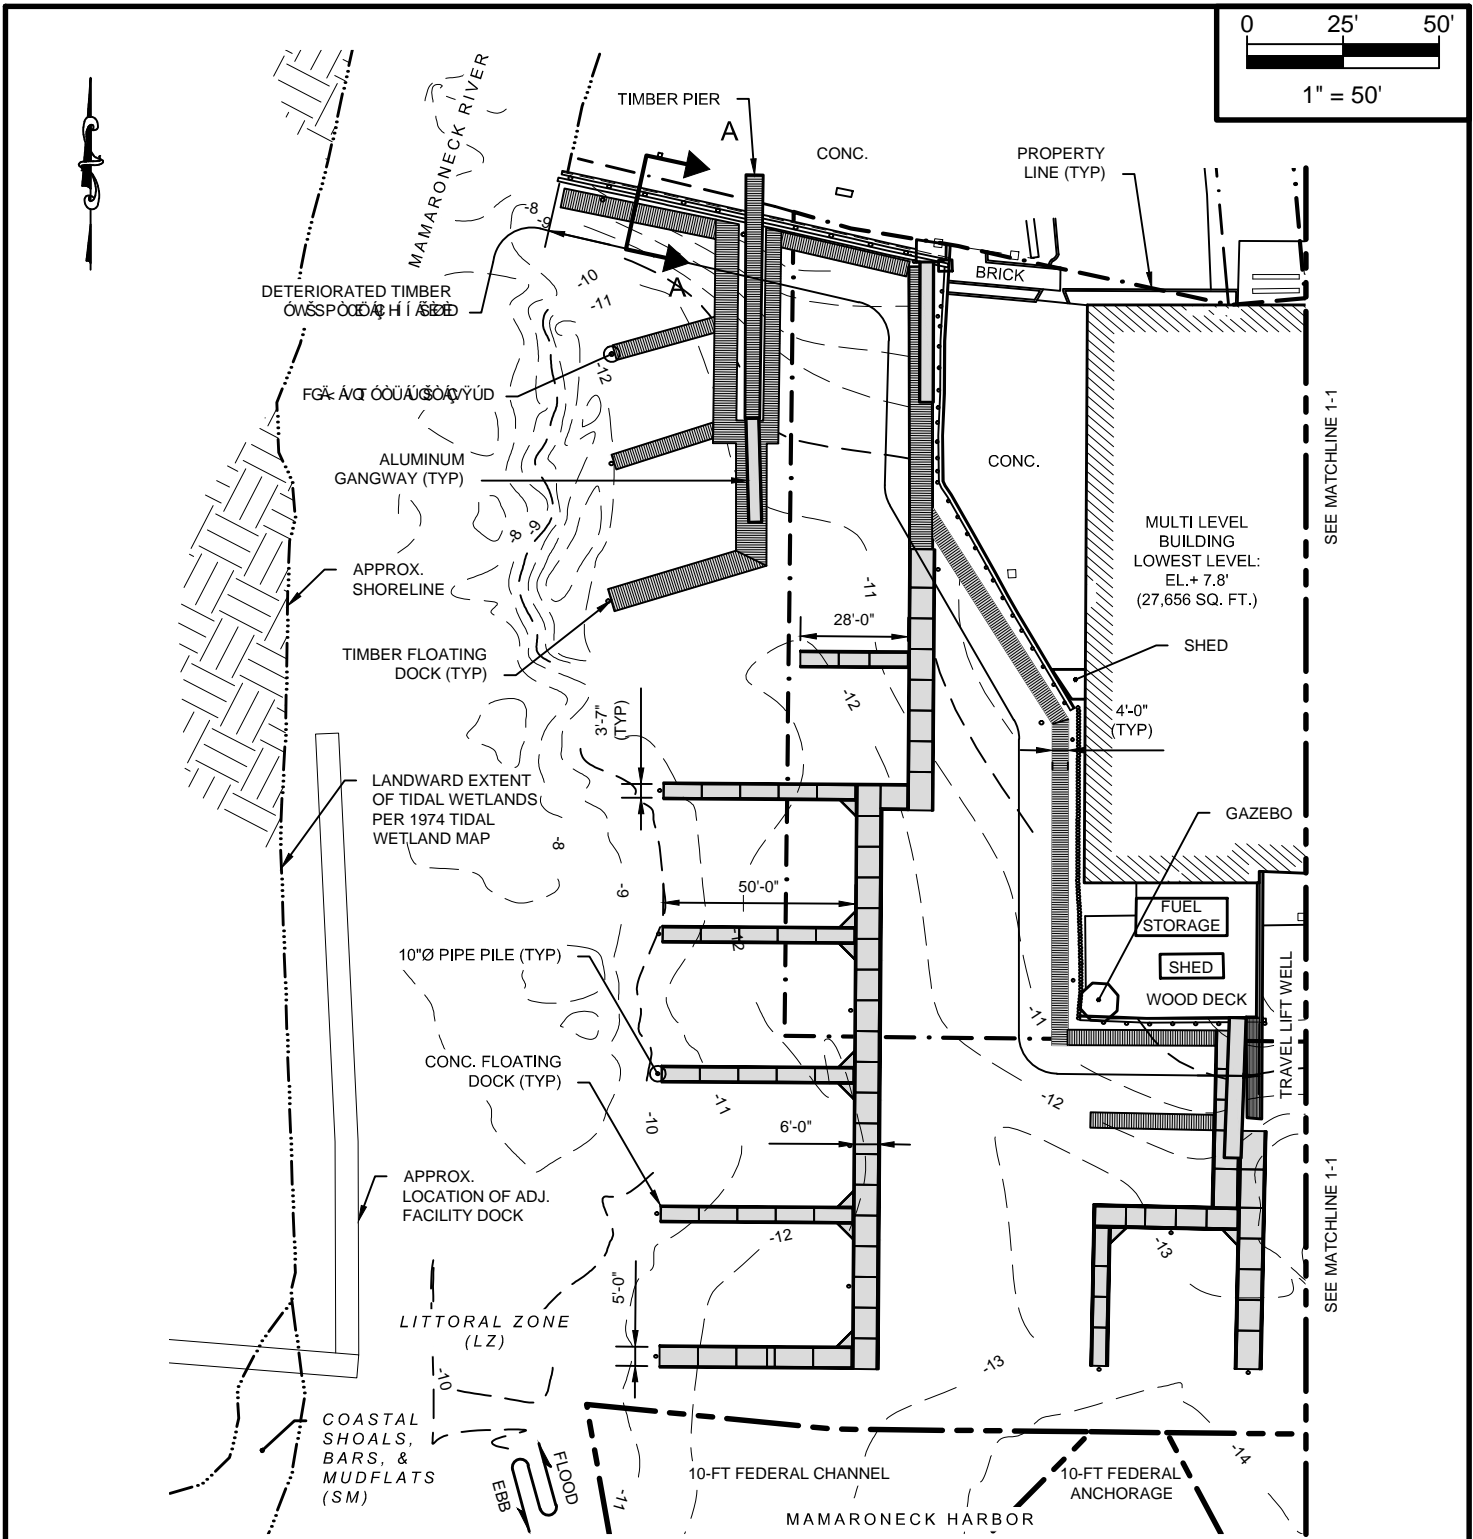 0 25' 50'
1" = 50'
MAMARONECK RIVER
TIMBER PIER
A
CONC.
PROPERTY
LINE (TYP)
-8
-9
-10
-11
A
BRICK
DETERIORATED TIMBER
-12
ALUMINUM
GANGWAY (TYP)
CONC.
SEE MATCHLINE 1-1
-8
-9
MULTI LEVEL
BUILDING
LOWEST LEVEL:
EL.+ 7.8'
(27,656 SQ. FT.)
APPROX.
SHORELINE
-11
28'-0"
SHED
TIMBER FLOATING
DOCK (TYP)
-12
3'-7"
(TYP)
4'-0"
(TYP)
LANDWARD EXTENT
OF TIDAL WETLANDS
PER 1974 TIDAL
WETLAND MAP
GAZEBO
-8
-9
50'-0"
FUEL
STORAGE
-12
10"Ø PIPE PILE (TYP)
SHED
WOOD DECK
TRAVEL LIFT WELL
-11
CONC. FLOATING
DOCK (TYP)
-11
-12
-10
6'-0"
APPROX.
LOCATION OF ADJ.
FACILITY DOCK
SEE MATCHLINE 1-1
-12
-13
5'-0"
LITTORAL ZONE
(LZ)
-13
-10
COASTAL
SHOALS,
BARS, &
MUDFLATS
(SM)
FLOOD
EBB
-11
10-FT FEDERAL CHANNEL
10-FT FEDERAL
ANCHORAGE
-14
MAMARONECK HARBOR